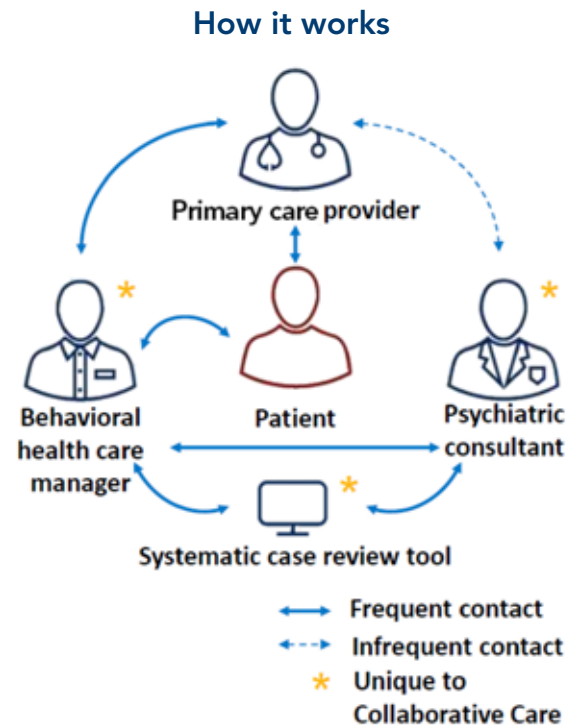 How it works
Primary care provider
Behavioral
health care
manager
Patient
Psychiatric
consultant
Systematic case review tool
Frequent contact
Infrequent contact
* Unique to
Collaborative Care